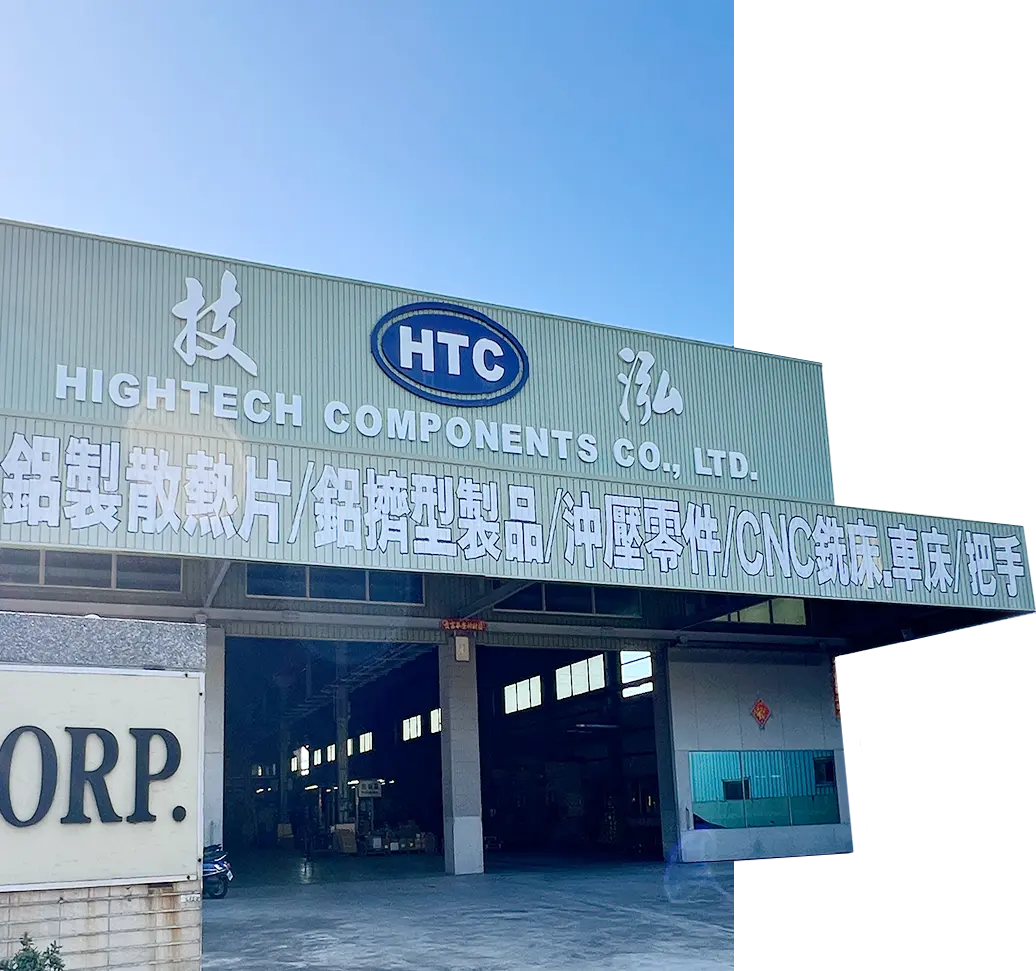 技 HTC 泓
HIGHTECH COMPONENTS CO., LTD.
鋁製散熱片/鋁擠型製品/沖壓零件/CNC銑床.車床/把手
ORP.